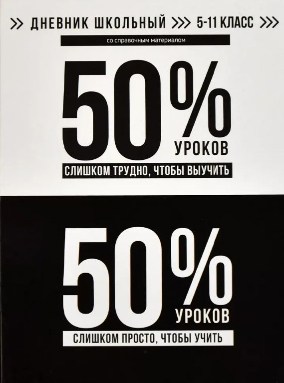 >> ДНЕВНИК ШКОЛЬНЫЙ >>> 5-11 КЛАСС >>>
со справочным материалом
50%
УРОКОВ
СЛИШКОМ ТРУДНО, ЧТОБЫ ВЫУЧИТЬ
50%
УРОКОВ
СЛИШКОМ ПРОСТО, ЧТОБЫ УЧИТЬ